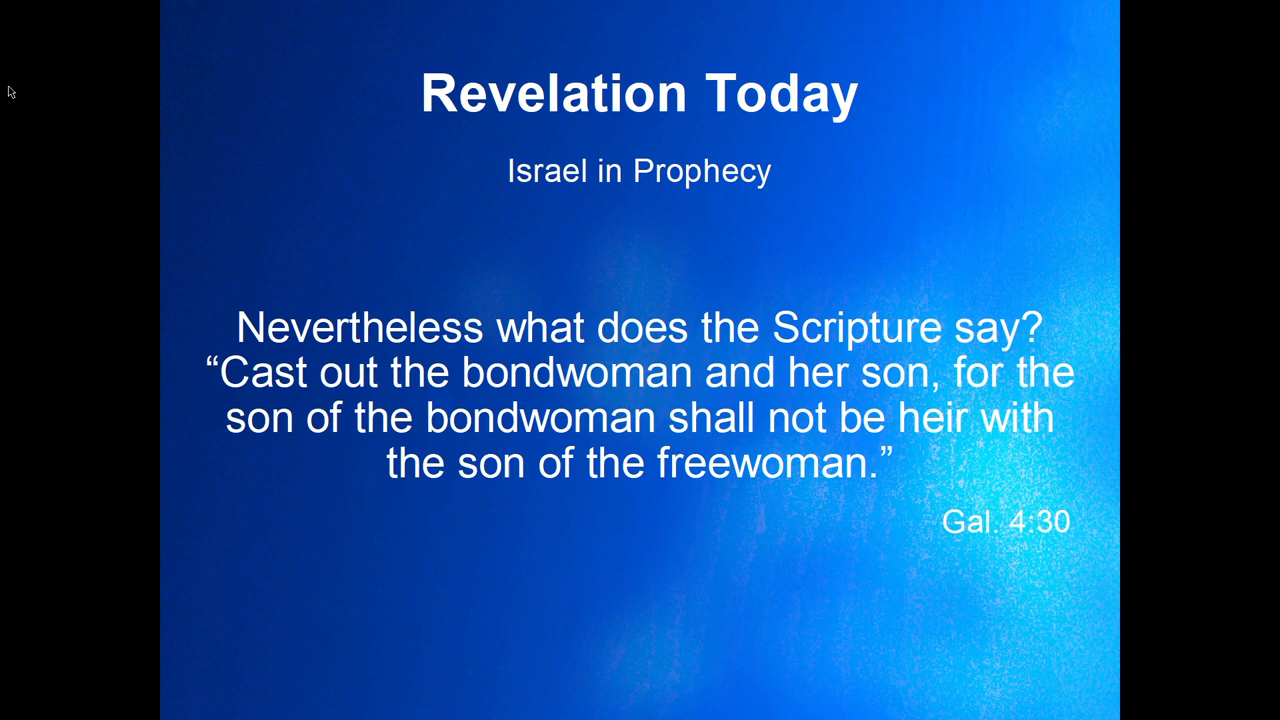 Revelation Today
Israel in Prophecy
Nevertheless what does the Scripture say?
“Cast out the bondwoman and her son, for the
son of the bondwoman shall not be heir with
the son of the freewoman.”
Gal. 4:30